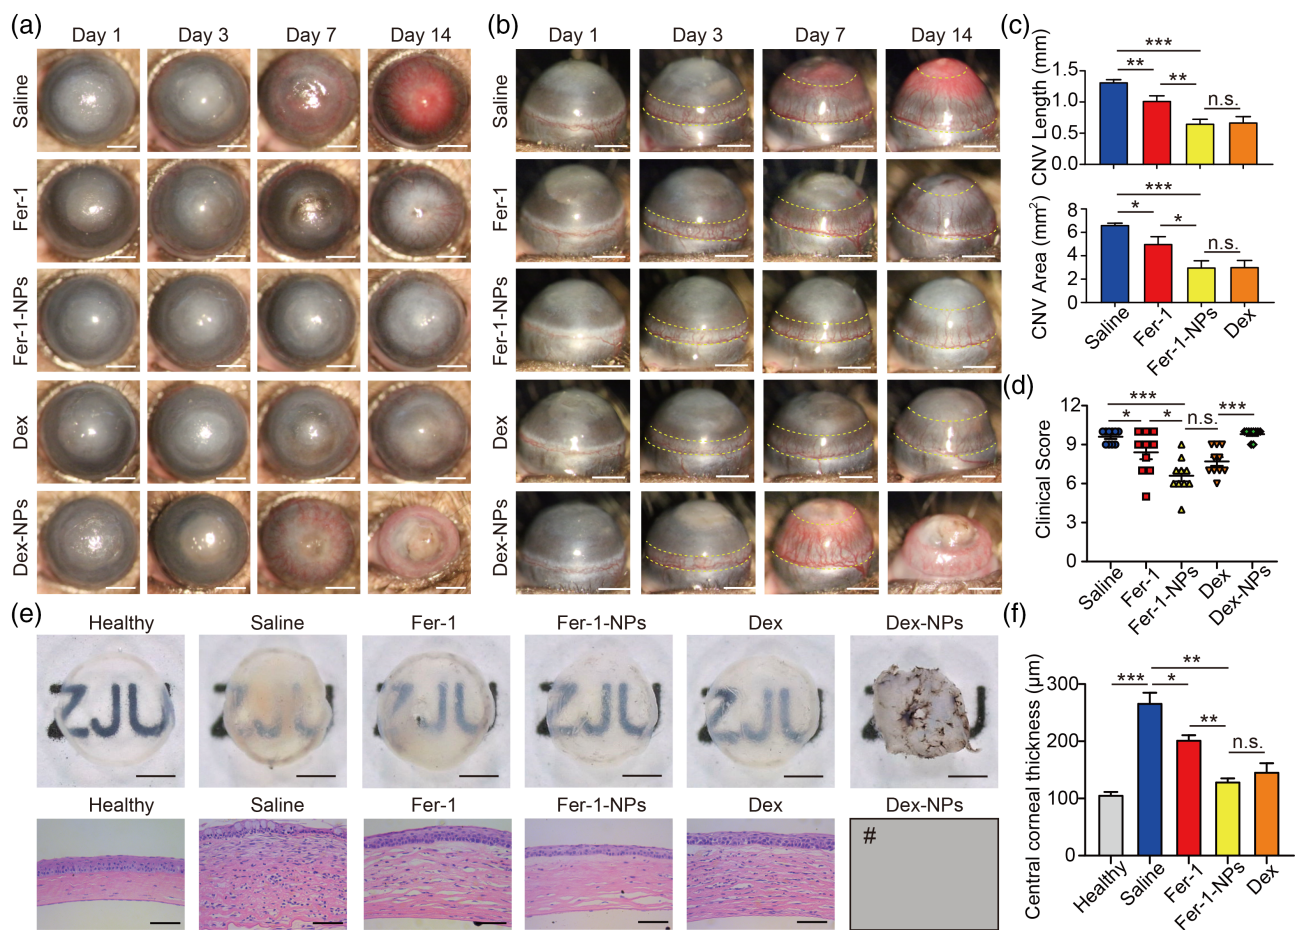 (a)
Day 1 Day 3 Day 7 Day 14
Saline
Fer-1
Fer-1-NPs
Dex
Dex-NPs
(b)
Day 1 Day 3 Day 7 Day 14
Saline
Fer-1
Fer-1-NPs
Dex
Dex-NPs
(c)
CNV Length (mm)
1.5
1.0
0.5
0.0
***
** **
n.s.
CNV Area (mm²)
8
6
4
2
0
***
* *
n.s.
Saline Fer-1 Fer-1-NPs Dex
(d)
Clinical Score
12
9
6
3
0
***
* * n.s. ***
Saline Fer-1 Fer-1-NPs Dex Dex-NPs
(e)
Healthy Saline Fer-1 Fer-1-NPs Dex Dex-NPs
ZJU ZJU ZJU ZJU ZJU U
Healthy Saline Fer-1 Fer-1-NPs Dex Dex-NPs
#
(f)
Central corneal thickness (μm)
300
200
100
0
**
*** *
**
n.s.
Healthy Saline Fer-1 Fer-1-NPs Dex